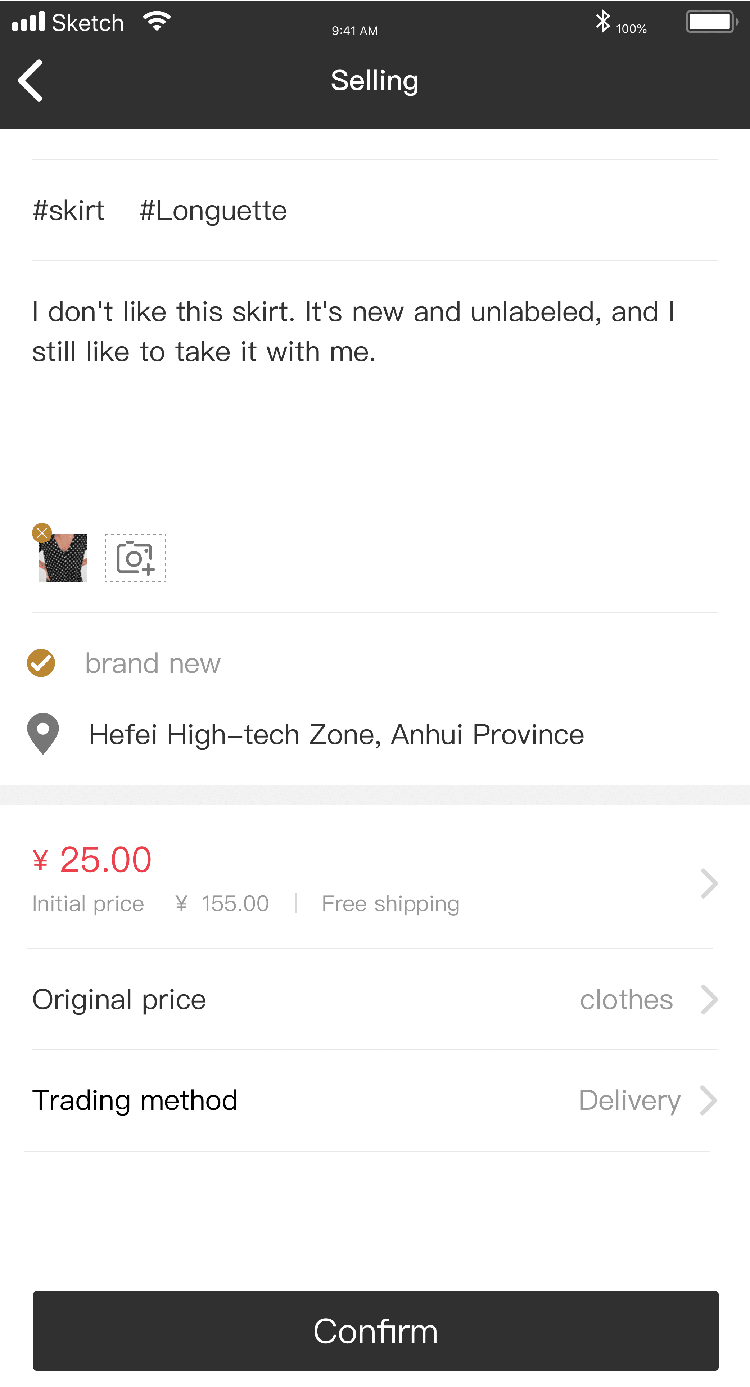 Sketch 9:41 AM 100%
Selling
#skirt #Longuette
I don't like this skirt. It's new and unlabeled, and I
still like to take it with me.
brand new
Hefei High-tech Zone, Anhui Province
¥ 25.00
Initial price ¥ 155.00 | Free shipping
Original price clothes
Trading method Delivery
Confirm